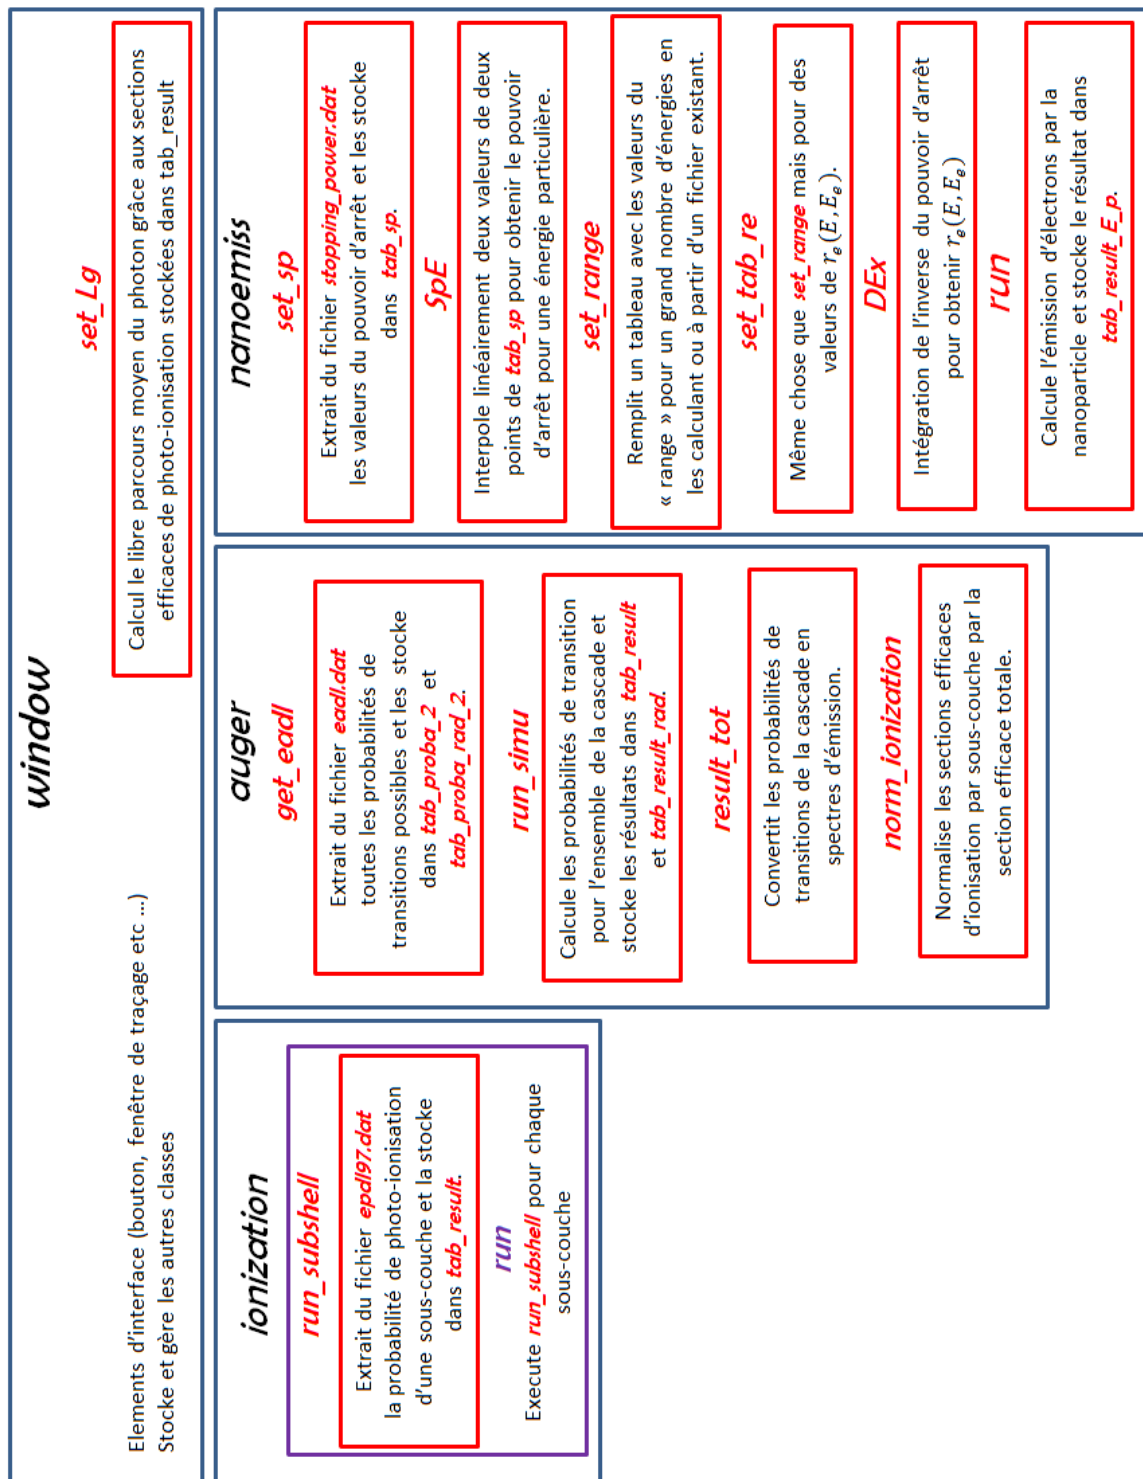 window
Elements d’interface (bouton, fenêtre de traçage etc ...)
Stocke et gère les autres classes
set_Lg
Calcul le libre parcours moyen du photon grâce aux sections
efficaces de photo-ionisation stockées dans tab_result
ionization
run_subshell
Extrait du fichier epdl97.dat
la probabilité de photo-ionisation
d’une sous-couche et la stocke
dans tab_result.
run
Execute run_subshell pour chaque
sous-couche
auger
get_eadl
Extrait du fichier eadl.dat
toutes les probabilités de
transitions possibles et les stocke
dans tab_proba_2 et
tab_proba_rad_2.
run_simu
Calcule les probabilités de transition
pour l’ensemble de la cascade et
stocke les résultats dans tab_result
et tab_result_rad.
result_tot
Convertit les probabilités de
transitions de la cascade en
spectres d’émission.
norm_ionization
Normalise les sections efficaces
d’ionisation par sous-couche par la
section efficace totale.
nanoemiss
set_sp
Extrait du fichier stopping_power.dat
les valeurs du pouvoir d’arrêt et les stocke
dans tab_sp.
SpE
Interpole linéairement deux valeurs de deux
points de tab_sp pour obtenir le pouvoir
d’arrêt pour une énergie particulière.
set_range
Remplit un tableau avec les valeurs du
« range » pour un grand nombre d’énergies en
les calculant ou à partir d’un fichier existant.
set_tab_re
Même chose que set_range mais pour des
valeurs de r_e(E, E_e).
DEx
Intégration de l’inverse du pouvoir d’arrêt
pour obtenir r_e(E, E_e)
run
Calcule l’émission d’électrons par la
nanoparticle et stocke le résultat dans
tab_result_E_p.